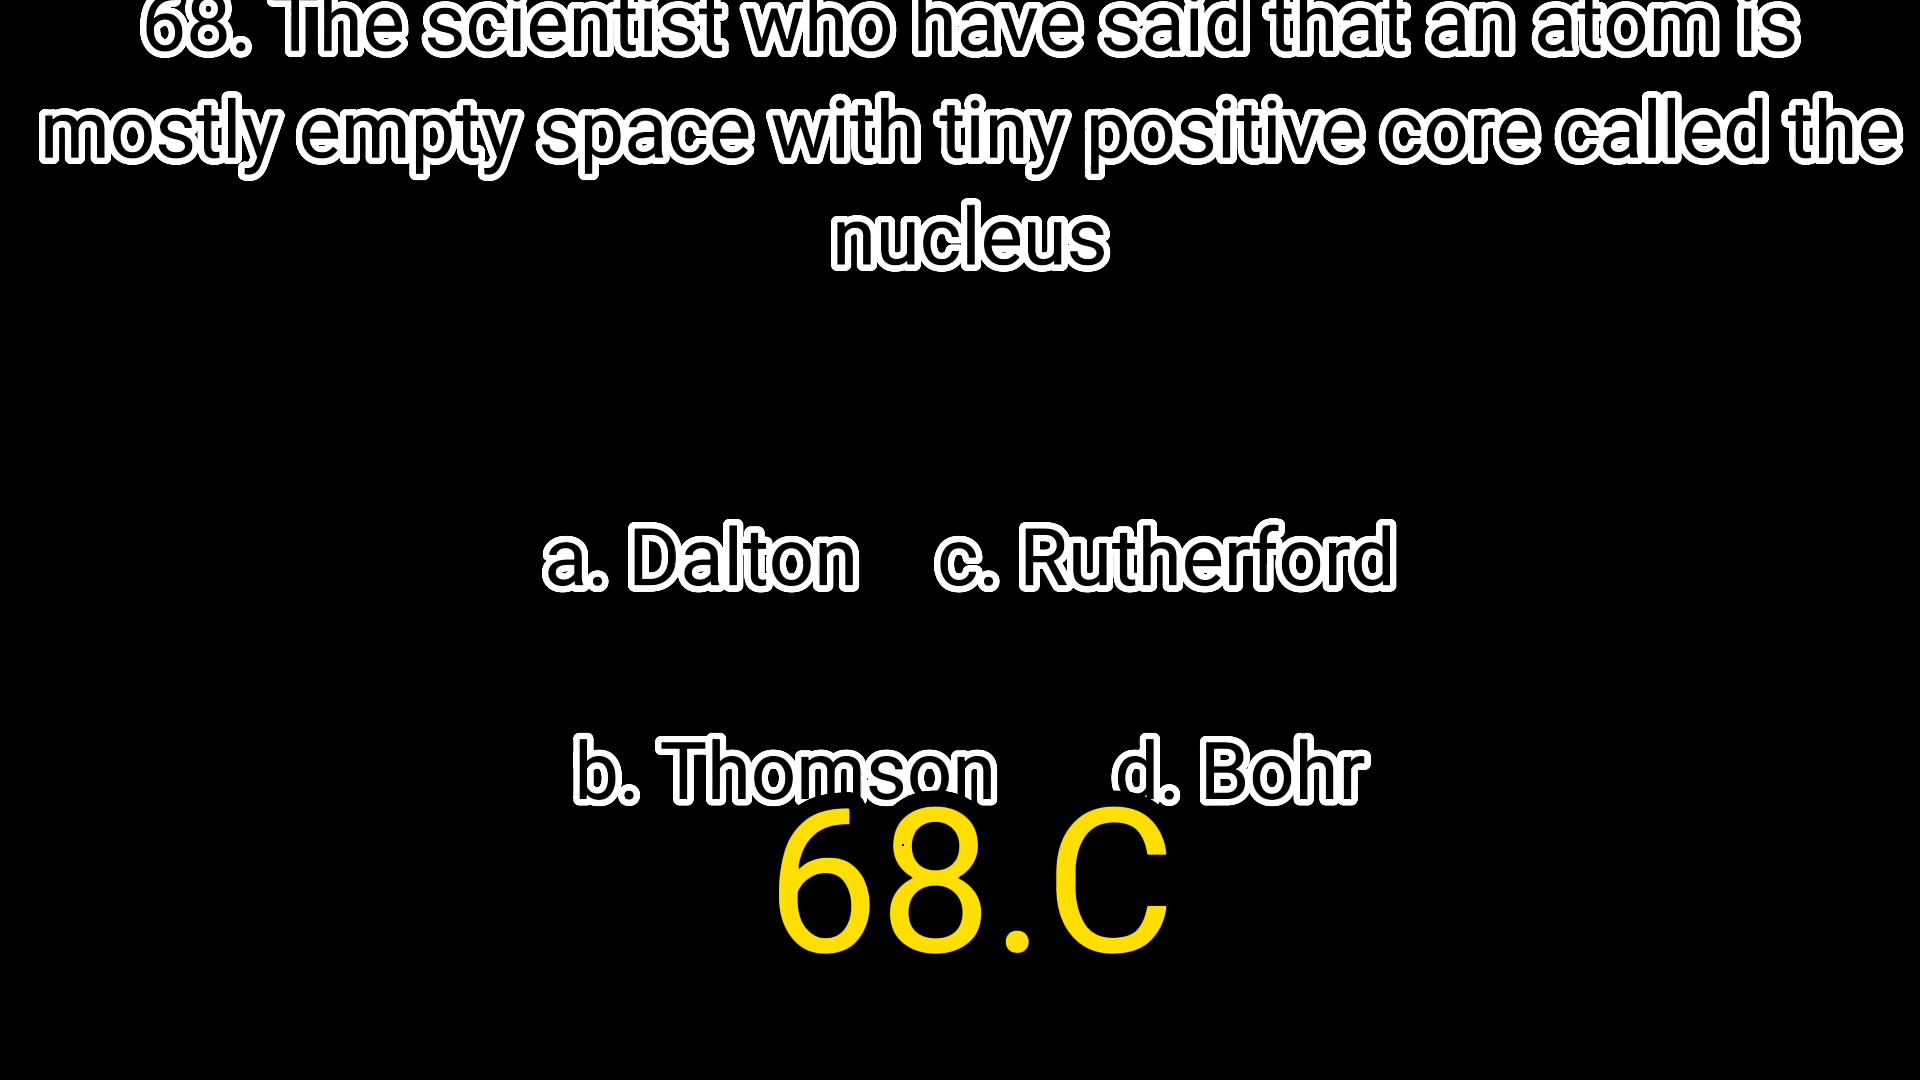 68. The scientist who have said that an atom is
mostly empty space with tiny positive core called the
nucleus
a. Dalton c. Rutherford
b. Thomson d. Bohr
68.C